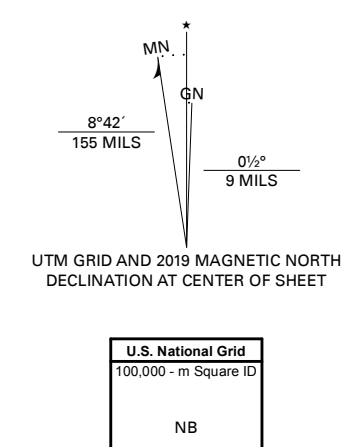 ★
MN
GN
8°42´
155 MILS
0½°
9 MILS
UTM GRID AND 2019 MAGNETIC NORTH
DECLINATION AT CENTER OF SHEET
U.S. National Grid
100,000 - m Square ID
NB